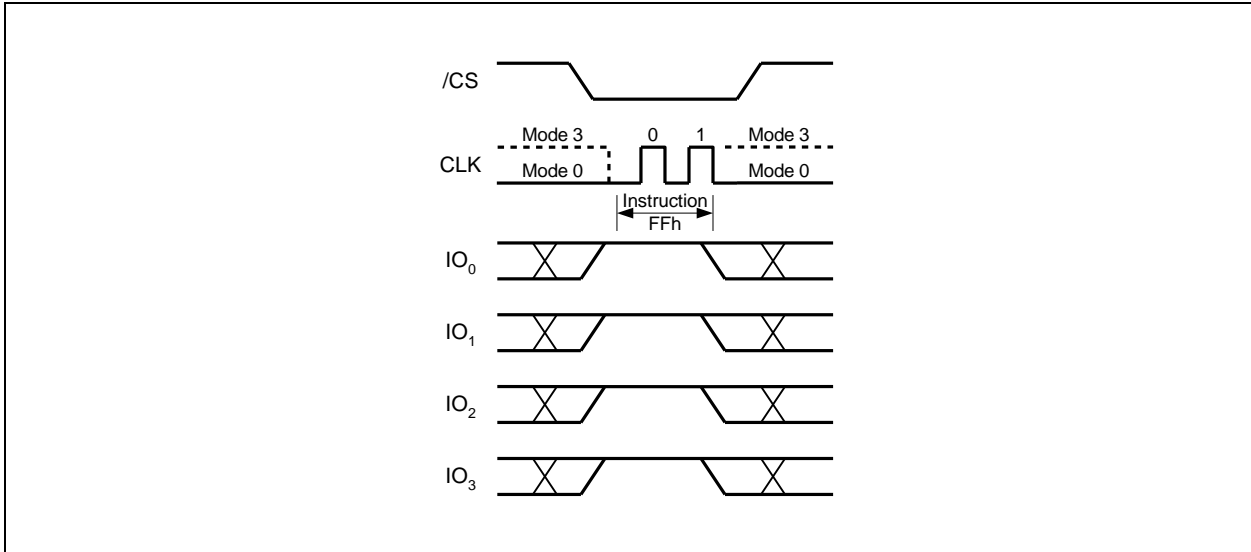 /CS
Mode 3 0 1 Mode 3
CLK
Mode 0 Mode 0
Instruction
FFh
IO0
IO1
IO2
IO3